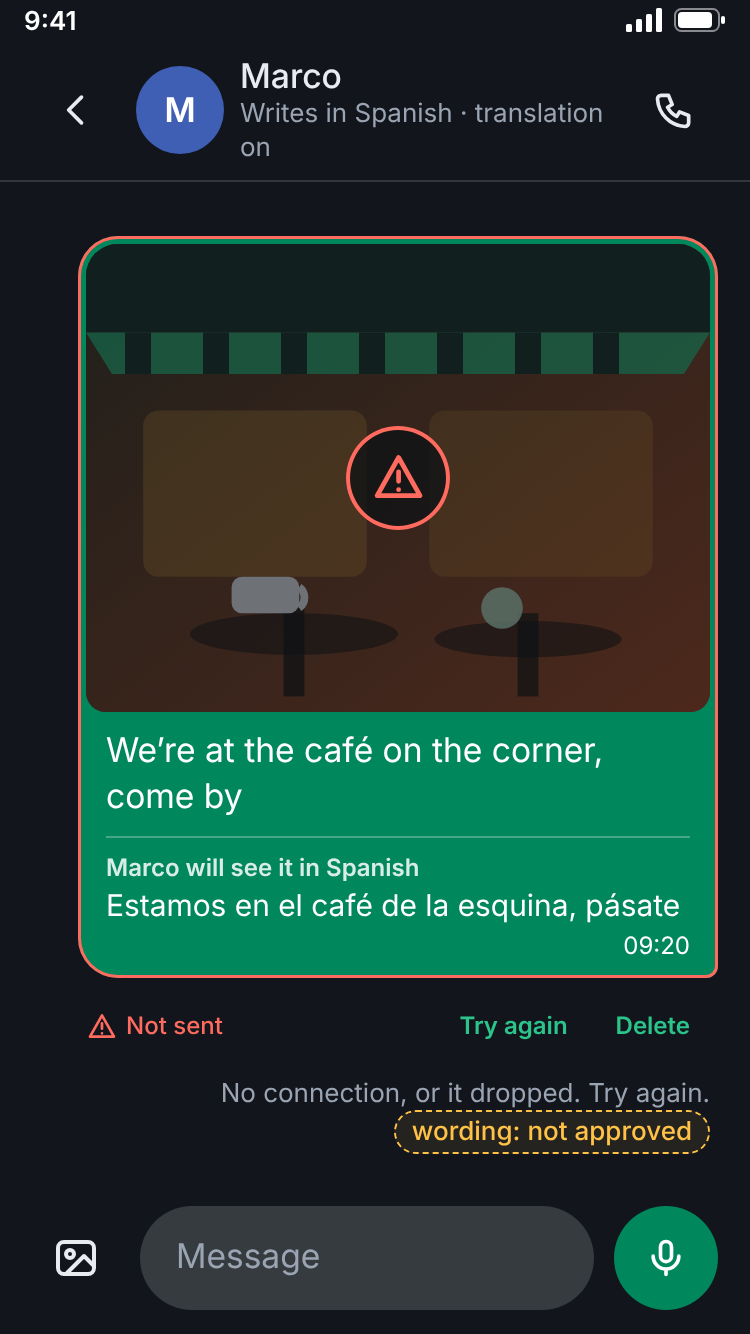 9:41
Marco
M
Writes in Spanish · translation
on
We’re at the café on the corner,
come by
Marco will see it in Spanish
Estamos en el café de la esquina, pásate
09:20
Not sent
Try again
Delete
No connection, or it dropped. Try again.
wording: not approved
Message